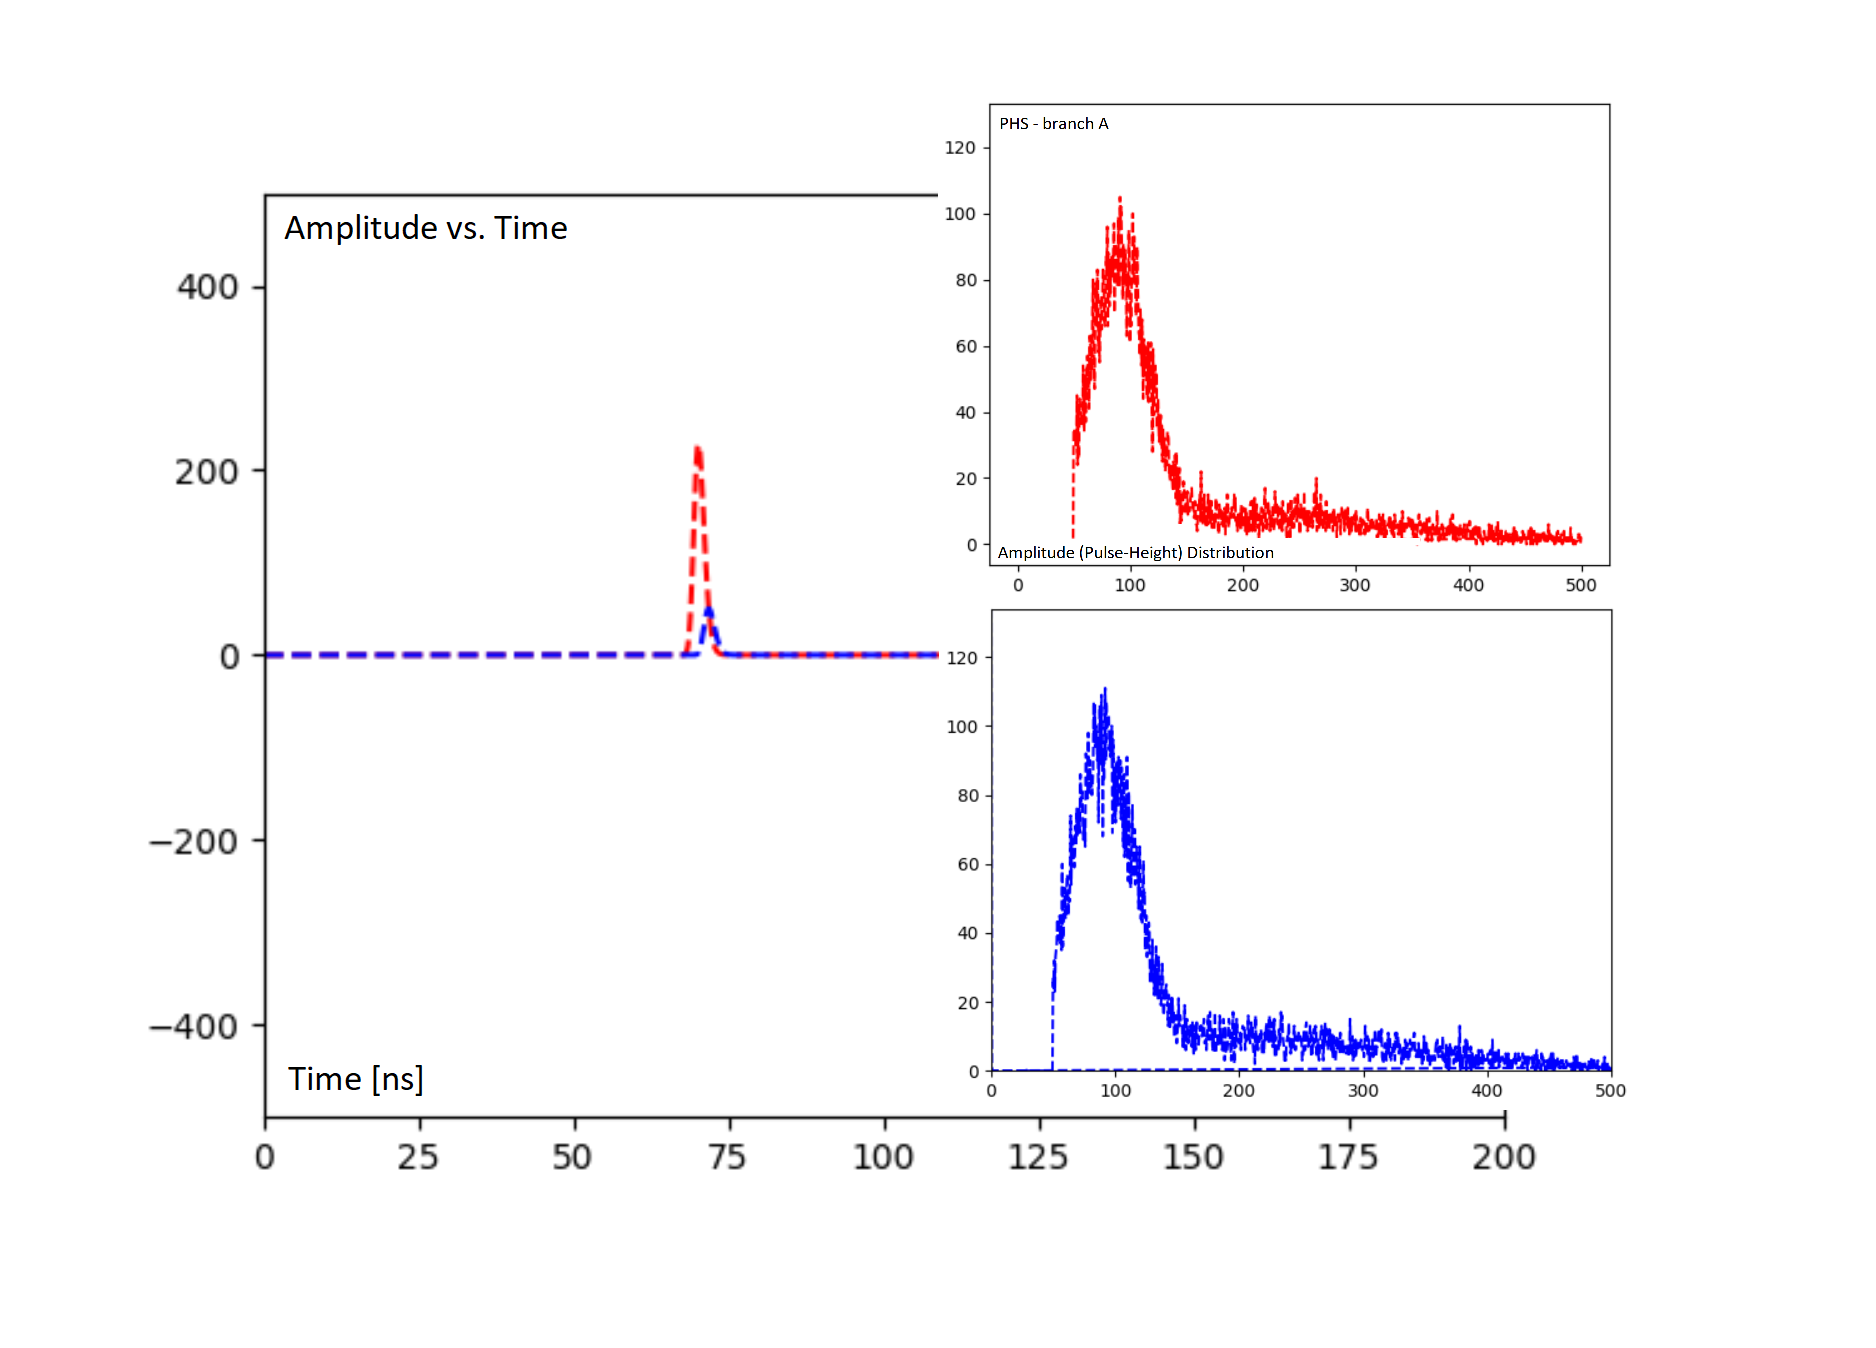 Amplitude vs. Time
400
200
0
−200
−400
Time [ns]
0 25 50 75 100 125 150 175 200
PHS - branch A
120
100
80
60
40
20
0
Amplitude (Pulse-Height) Distribution
0 100 200 300 400 500
120
100
80
60
40
20
0
0 100 200 300 400 500